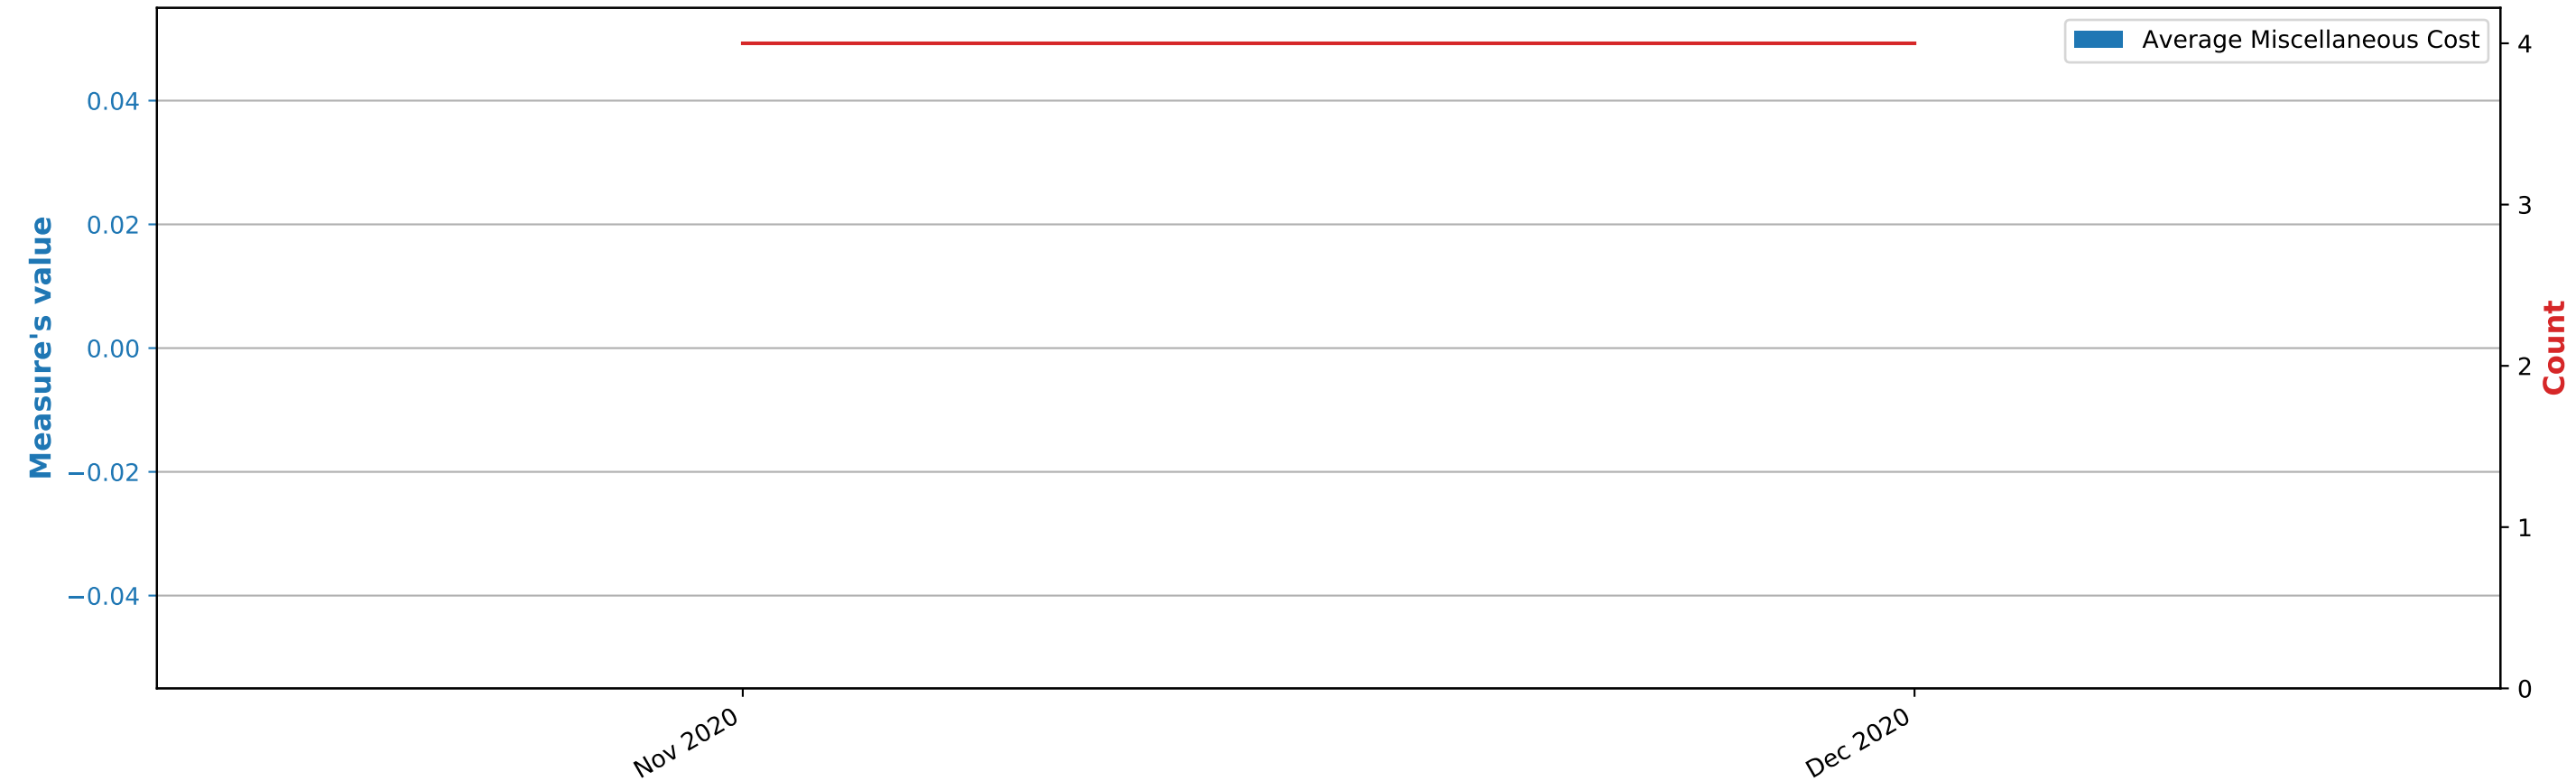 Average Miscellaneous Cost
Measure's value
0.04
0.02
0.00
−0.02
−0.04
4
3
2
1
0
Count
Nov 2020
Dec 2020